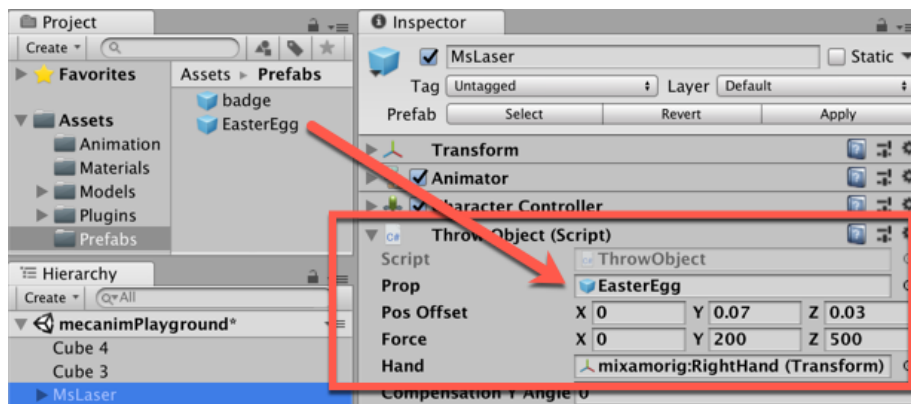 Project
Create
Favorites
Assets
Animation
Materials
Models
Plugins
Prefabs
Assets ▸ Prefabs
badge
EasterEgg
Hierarchy
Create All
mecanimPlayground*
Cube 4
Cube 3
MsLaser
Inspector
MsLaser Static
Tag Untagged Layer Default
Prefab Select Revert Apply
Transform
Animator
Character Controller
Throw Object (Script)
Script ThrowObject
Prop EasterEgg
Pos Offset X 0 Y 0.07 Z 0.03
Force X 0 Y 200 Z 500
Hand mixamorig:RightHand (Transform)
Compensation Y Angle 0